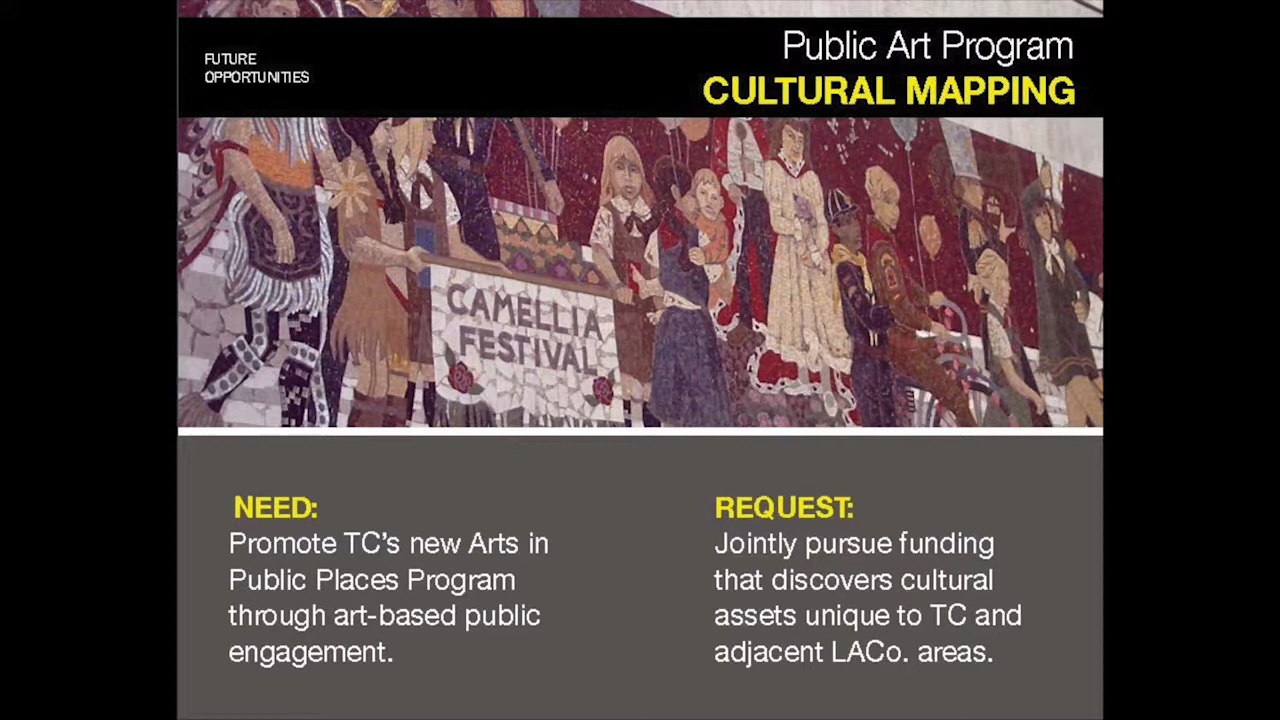 FUTURE
OPPORTUNITIES
Public Art Program
CULTURAL MAPPING
CAMELLIA
FESTIVAL
NEED:
Promote TC's new Arts in
Public Places Program
through art-based public
engagement.
REQUEST:
Jointly pursue funding
that discovers cultural
assets unique to TC and
adjacent LACo. areas.